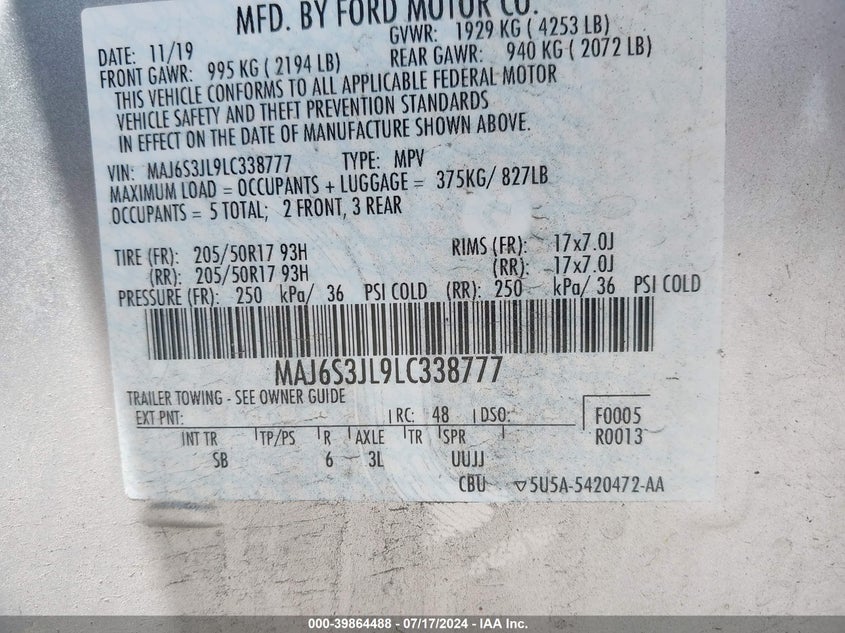 MFD. BY FORD MOTOR CO.
DATE: 11/19 GVWR: 1929 KG ( 4253 LB)
FRONT GAWR: 995 KG ( 2194 LB) REAR GAWR: 940 KG ( 2072 LB)
THIS VEHICLE CONFORMS TO ALL APPLICABLE FEDERAL MOTOR
VEHICLE SAFETY AND THEFT PREVENTION STANDARDS
IN EFFECT ON THE DATE OF MANUFACTURE SHOWN ABOVE.
VIN: MAJ6S3JL9LC338777 TYPE: MPV
MAXIMUM LOAD = OCCUPANTS + LUGGAGE = 375KG/ 827LB
OCCUPANTS = 5 TOTAL; 2 FRONT, 3 REAR
TIRE (FR): 205/50R17 93H RIMS (FR): 17x7.0J
(RR): 205/50R17 93H (RR): 17x7.0J
PRESSURE (FR): 250 kPa/ 36 PSI COLD (RR): 250 kPa/ 36 PSI COLD
MAJ6S3JL9LC338777
TRAILER TOWING - SEE OWNER GUIDE
EXT PNT: RC: 48 DSO: F0005
INT TR TP/PS R AXLE TR SPR R0013
SB 6 3L UUJJ
CBU ▽5U5A-5420472-AA
000-39864488 - 07/17/2024 - IAA Inc.